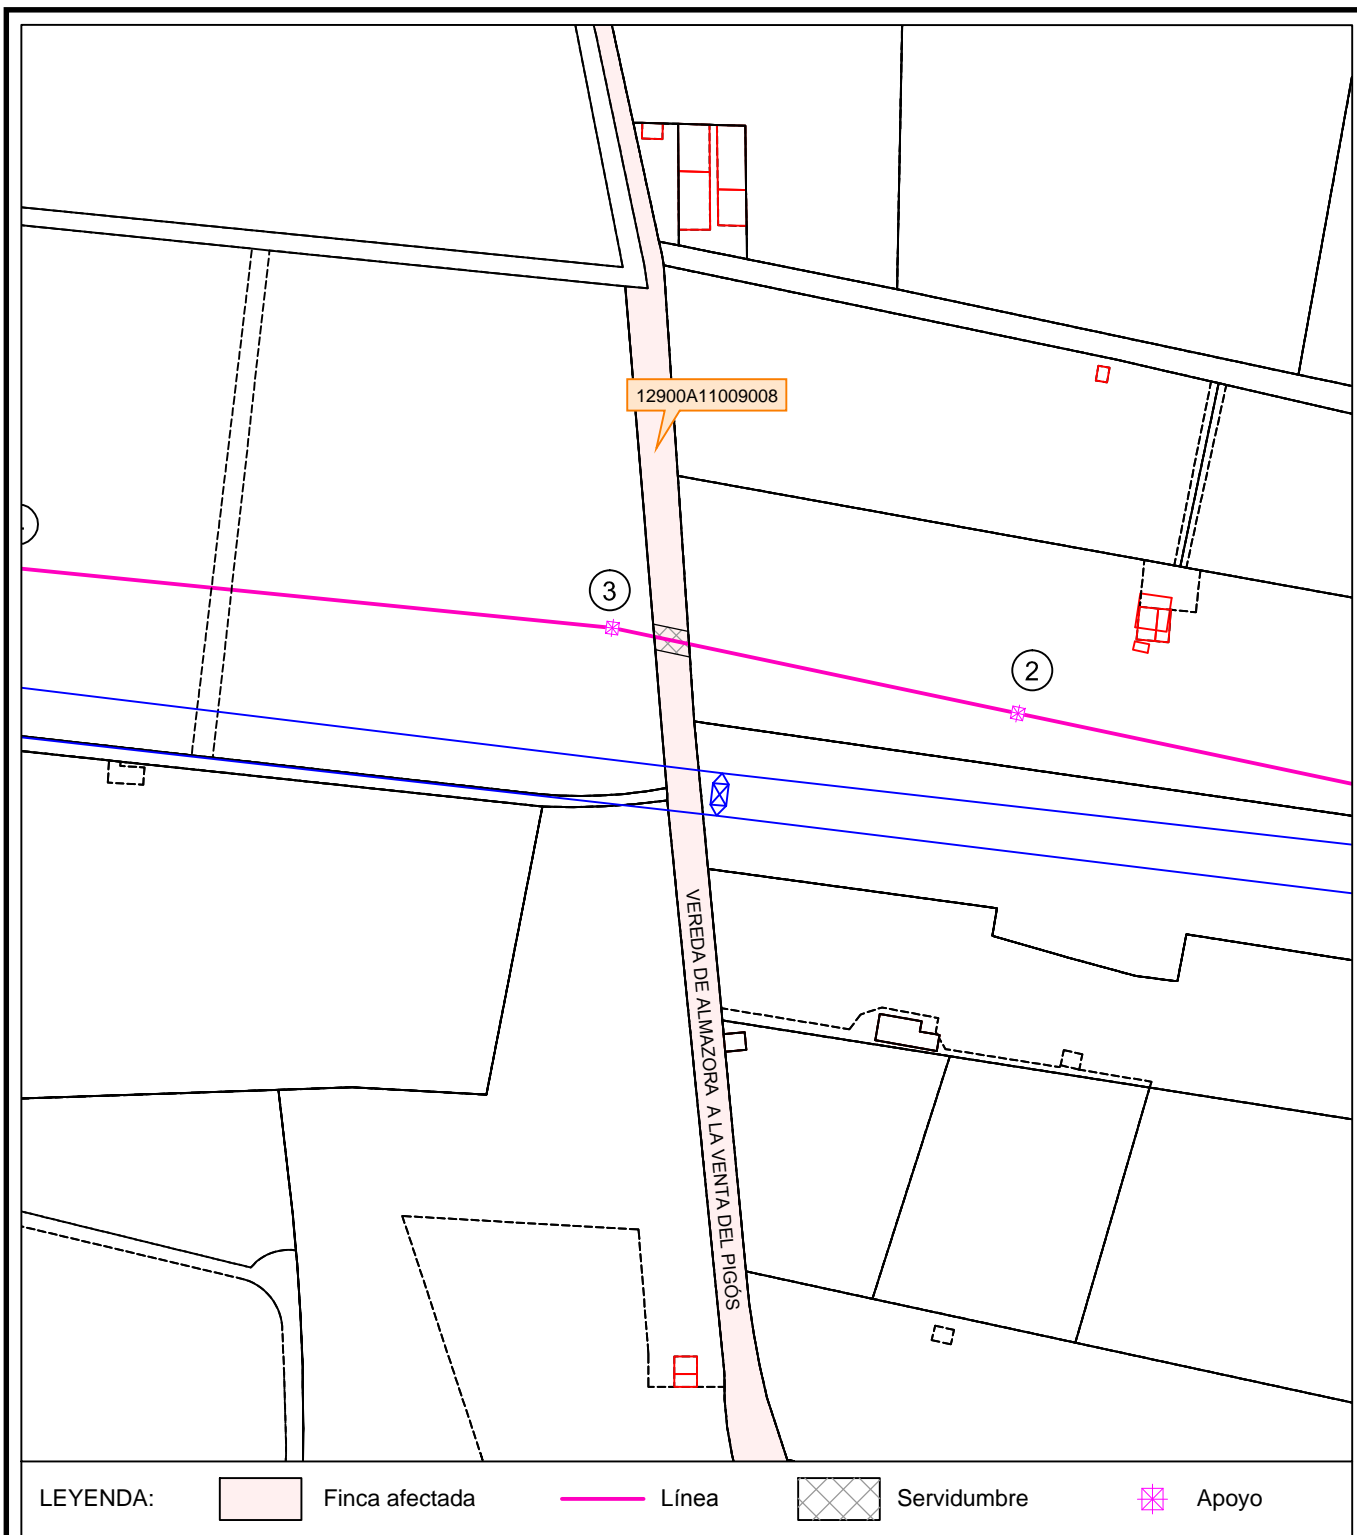 12900A11009008
3
2
VEREDA DE ALMAZORA A LA VENTA DEL PIGÓS
LEYENDA:
Finca afectada
Línea
Servidumbre
Apoyo